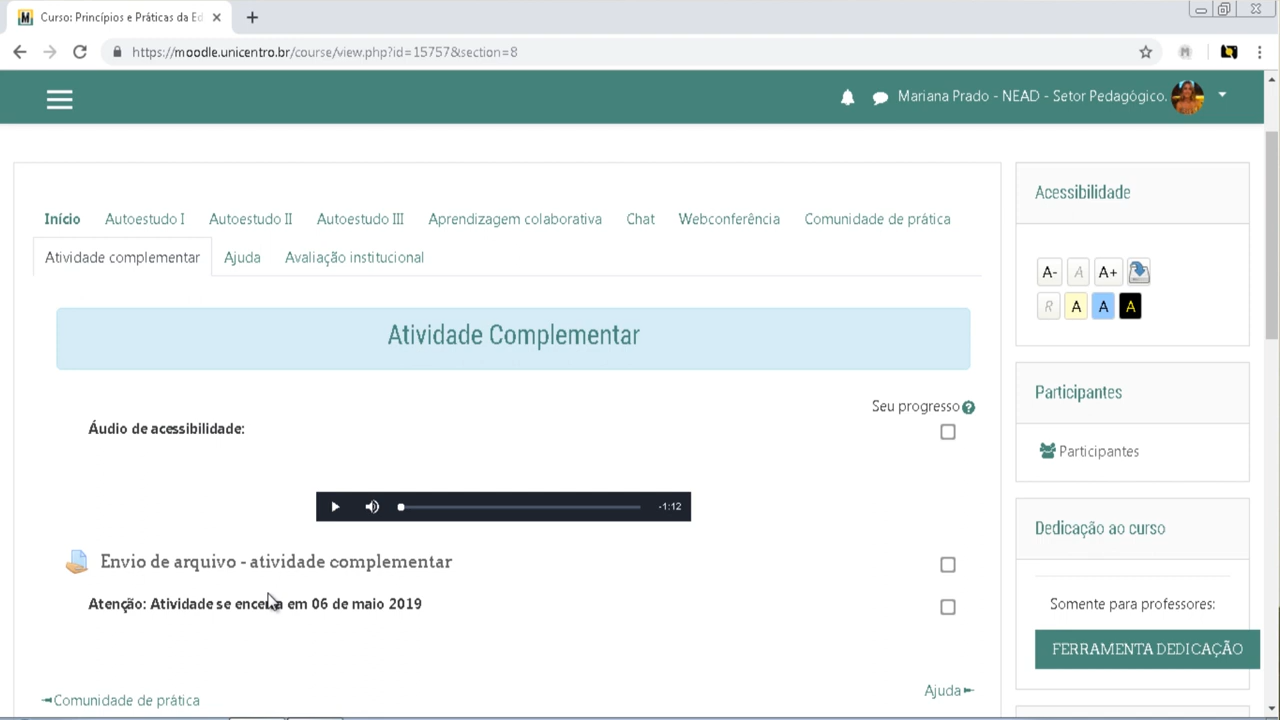 Curso: Princípios e Práticas da Ed
https://moodle.unicentro.br/course/view.php?id=15757&section=8
Mariana Prado - NEAD - Setor Pedagógico.
Início Autoestudo I Autoestudo II Autoestudo III Aprendizagem colaborativa Chat Webconferência Comunidade de prática
Atividade complementar Ajuda Avaliação institucional
Atividade Complementar
Seu progresso
Áudio de acessibilidade:
-1:12
Envio de arquivo - atividade complementar
Atenção: Atividade se encerra em 06 de maio 2019
Comunidade de prática
Ajuda
Acessibilidade
A- A A+
R A A A
Participantes
Participantes
Dedicação ao curso
Somente para professores:
FERRAMENTA DEDICAÇÃO